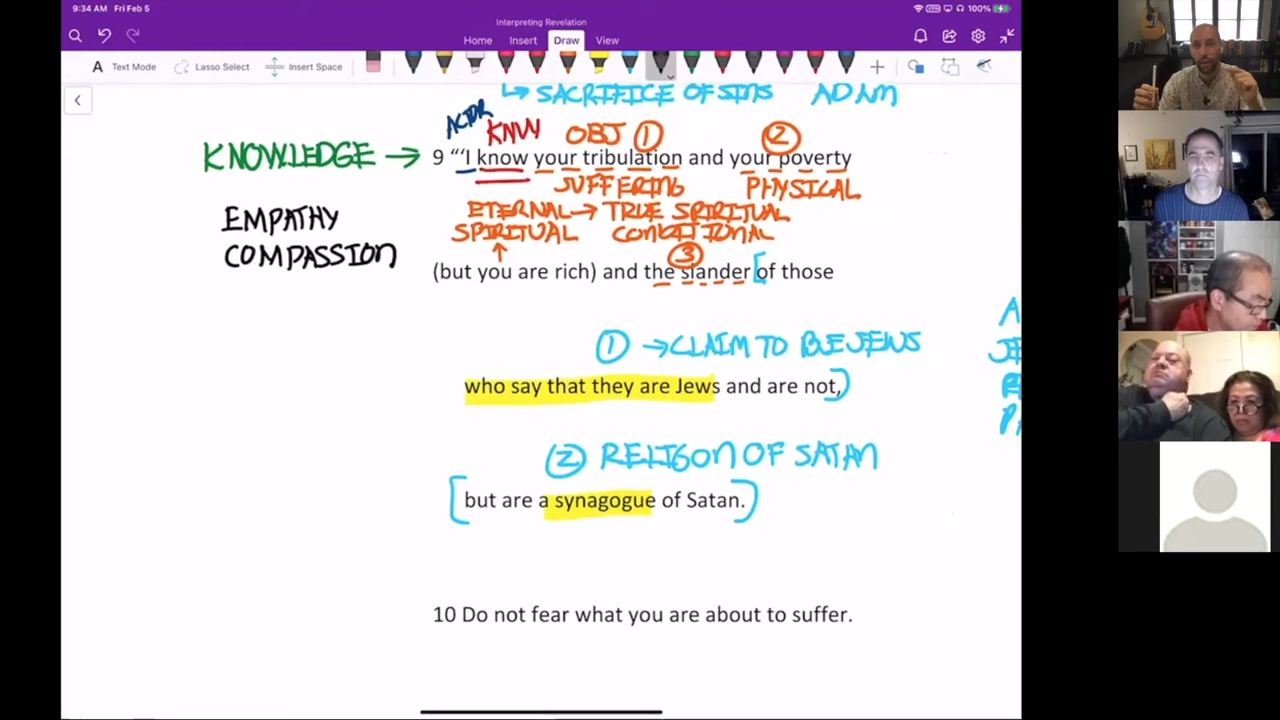 9:34 AM Fri Feb 5
100%
Interpreting Revelation
Home Insert Draw View
Text Mode Lasso Select Insert Space
↳ SACRIFICE OF SINS ADAM
ACTOR KNW OBJ ① ②
KNOWLEDGE → 9 “‘I know your tribulation and your poverty
SUFFERING PHYSICAL
EMPATHY ETERNAL → TRUE SPIRITUAL
SPIRITUAL CONDITIONAL
COMPASSION ↑ ③
(but you are rich) and the slander [of those
① → CLAIM TO BE JEWS
who say that they are Jews and are not,)
② RELIGON OF SATAN
[but are a synagogue of Satan.]
10 Do not fear what you are about to suffer.